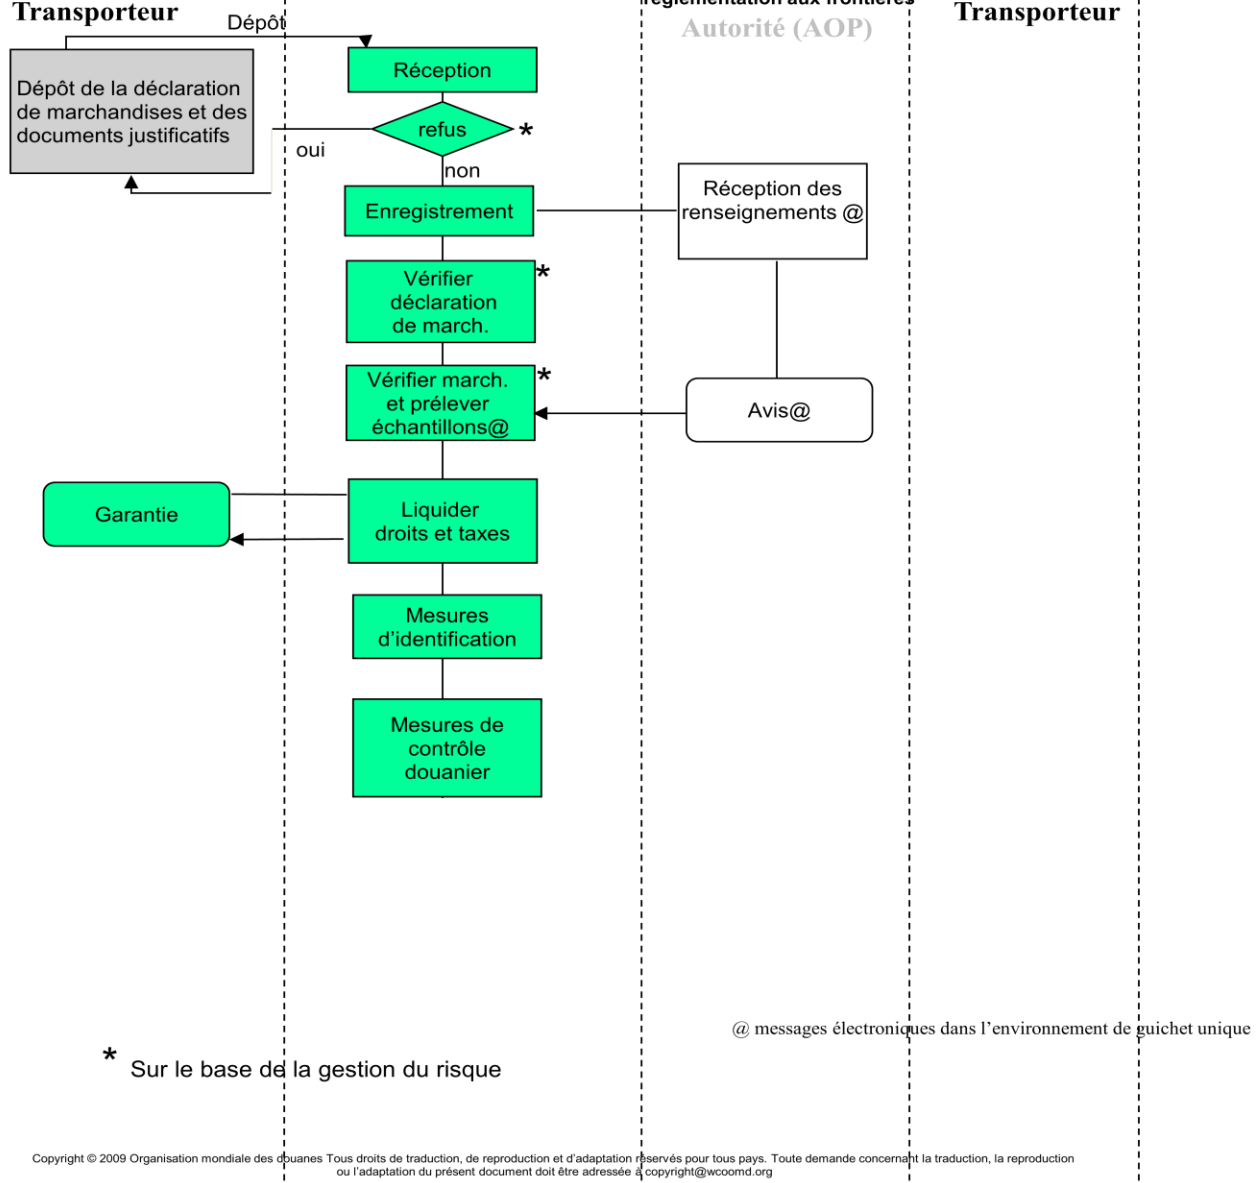 Transporteur
réglementation aux frontières
Autorité (AOP)
Transporteur
Dépôt
Réception
Dépôt de la déclaration
de marchandises et des
documents justificatifs
refus
*
oui
non
Enregistrement
Réception des
renseignements @
Vérifier
déclaration
de march.
*
Vérifier march.
et prélever
échantillons@
*
Avis@
Garantie
Liquider
droits et taxes
Mesures
d’identification
Mesures de
contrôle
douanier
@ messages électroniques dans l’environnement de guichet unique
* Sur le base de la gestion du risque
Copyright © 2009 Organisation mondiale des douanes Tous droits de traduction, de reproduction et d’adaptation réservés pour tous pays. Toute demande concernant la traduction, la reproduction
ou l’adaptation du présent document doit être adressée à copyright@wcoomd.org